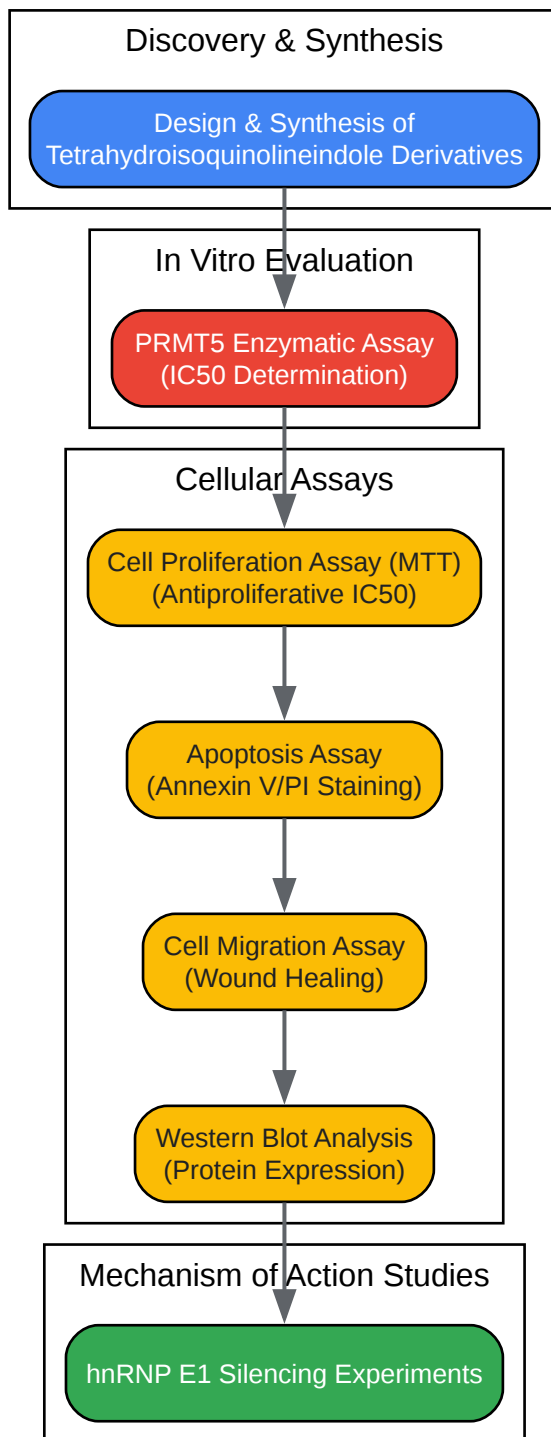 Discovery & Synthesis
Design & Synthesis of
Tetrahydroisoquinolineindole Derivatives
In Vitro Evaluation
PRMT5 Enzymatic Assay
(IC50 Determination)
Cellular Assays
Cell Proliferation Assay (MTT)
(Antiproliferative IC50)
Apoptosis Assay
(Annexin V/PI Staining)
Cell Migration Assay
(Wound Healing)
Western Blot Analysis
(Protein Expression)
Mechanism of Action Studies
hnRNP E1 Silencing Experiments